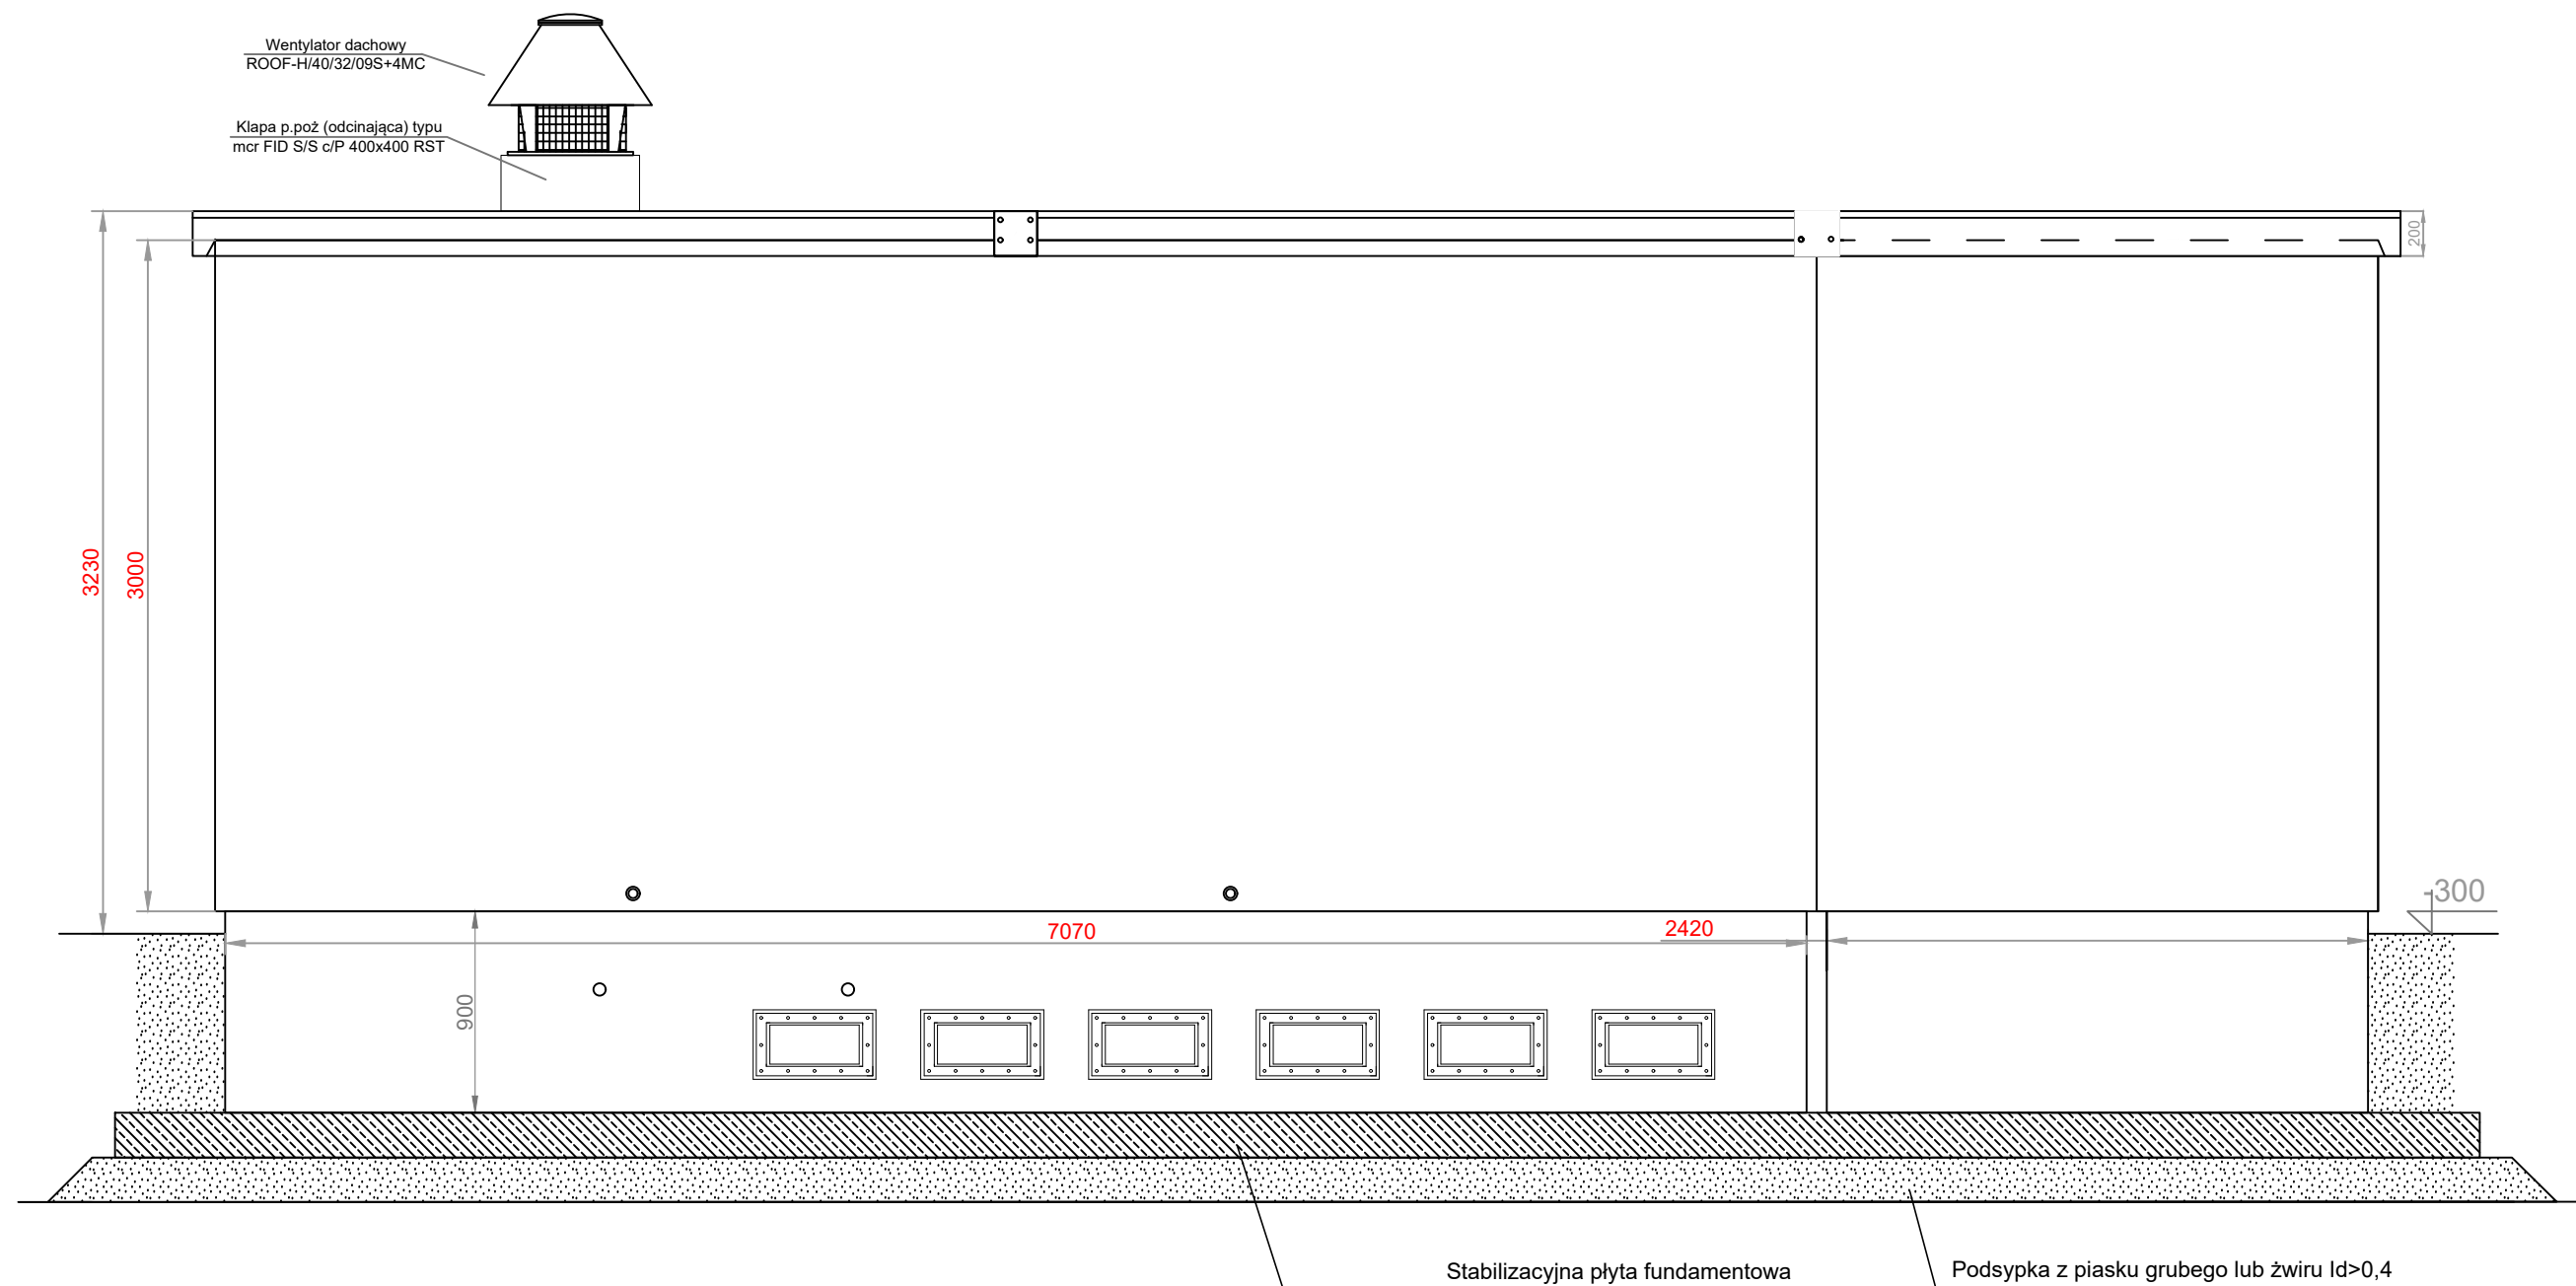 Wentylator dachowy
ROOF-H/40/32/09S+4MC
Klapa p.poż (odcinająca) typu
mcr FID S/S c/P 400x400 RST
200
3230
3000
-300
7070
2420
900
Stabilizacyjna płyta fundamentowa
Podsypka z piasku grubego lub żwiru Id>0,4